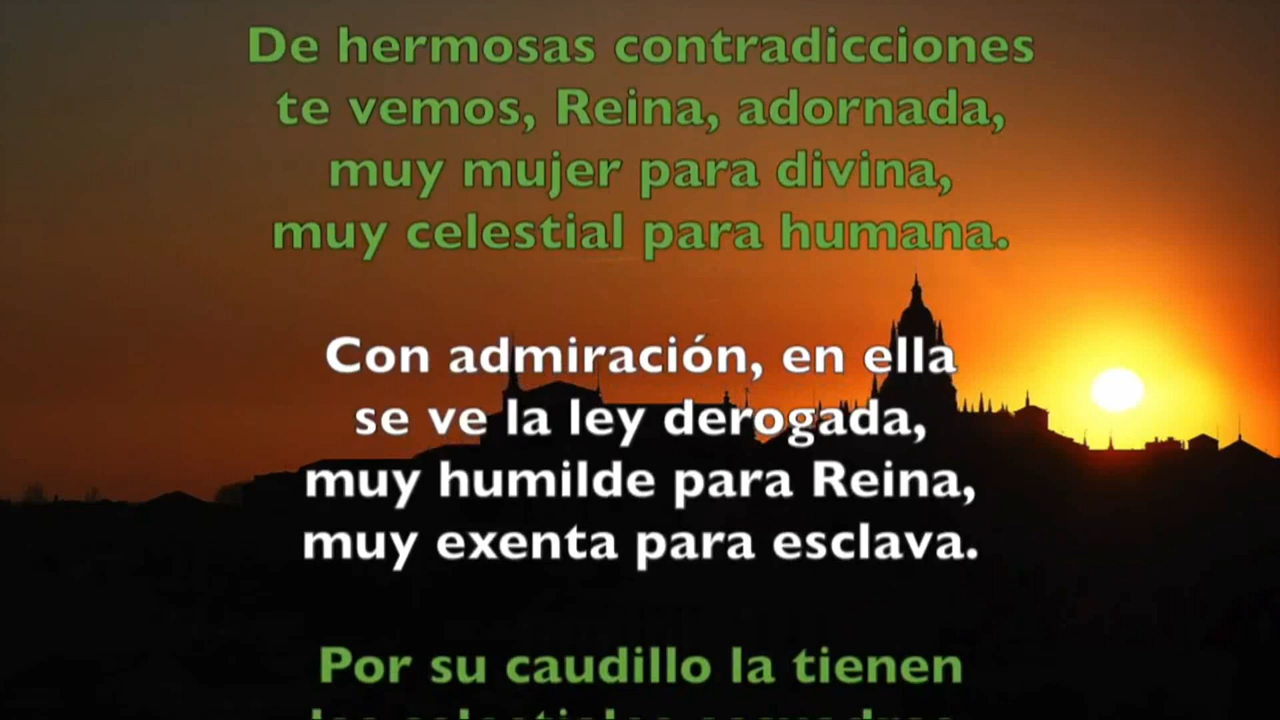 De hermosas contradicciones
te vemos, Reina, adornada,
muy mujer para divina,
muy celestial para humana.
Con admiración, en ella
se ve la ley derogada,
muy humilde para Reina,
muy exenta para esclava.
Por su caudillo la tienen